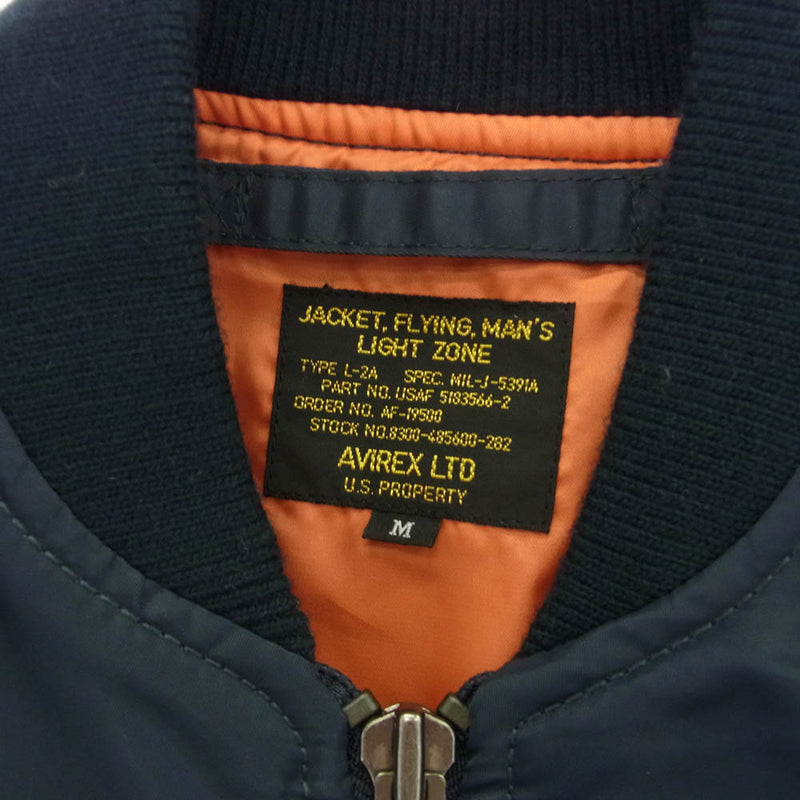 JACKET, FLYING, MAN'S
LIGHT ZONE
TYPE L-2A SPEC. MIL-J-5391A
PART NO. USAF 5183566-2
ORDER NO. AF-19500
STOCK NO.8300-485600-282
AVIREX LTD
U.S. PROPERTY
M